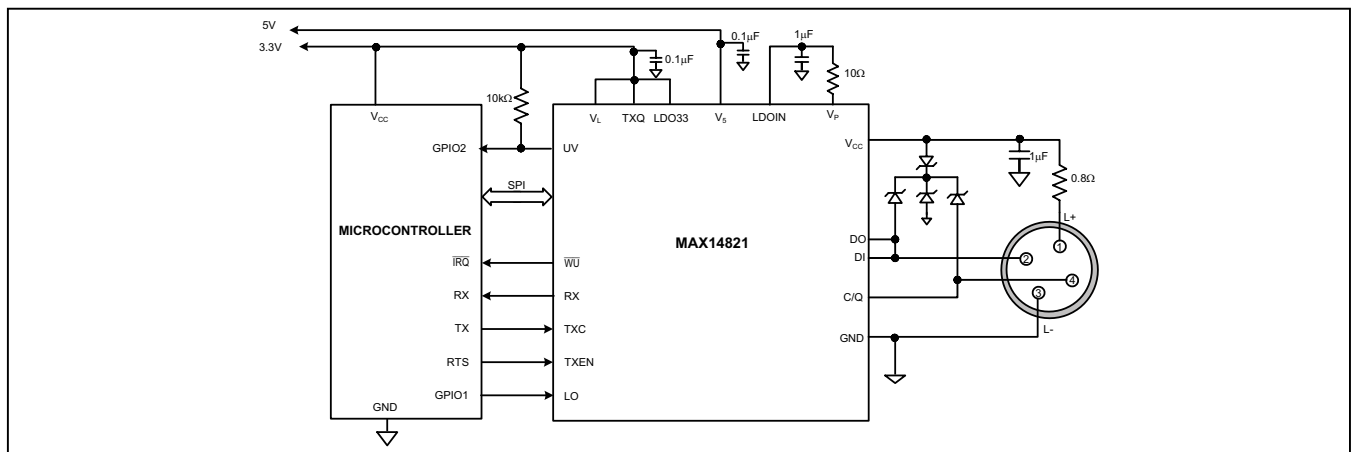 5V
3.3V
0.1µF
0.1µF
1µF
10Ω
10kΩ
VCC
VL TXQ LDO33 V5 LDOIN VP
GPIO2
UV
VCC
1µF
0.8Ω
SPI
MICROCONTROLLER
MAX14821
L+
DO
DI
1
2
IRQ
WU
4
RX
RX
C/Q
3
TX
TXC
L-
GND
RTS
TXEN
GPIO1
LO
GND